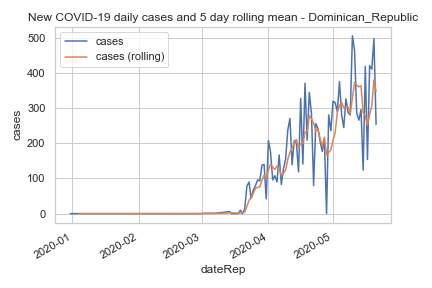 New COVID-19 daily cases and 5 day rolling mean - Dominican_Republic
cases
cases (rolling)
500
400
300
200
100
0
cases
2020-01
2020-02
2020-03
2020-04
2020-05
dateRep